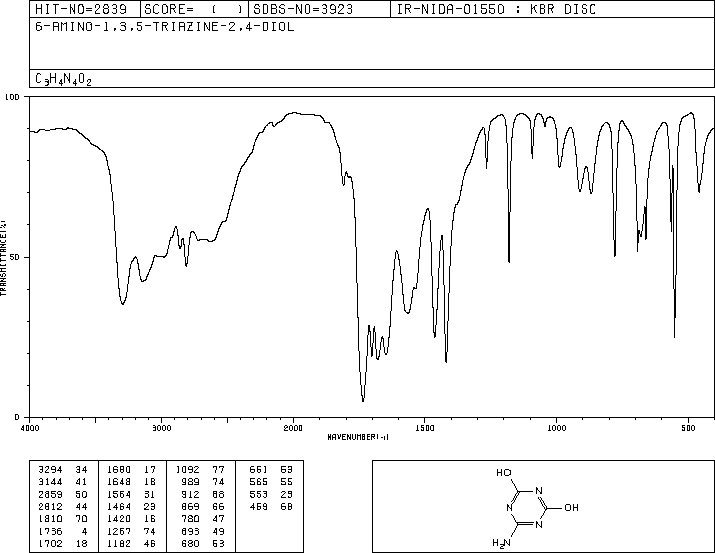 HIT-NO=2839 SCORE= ( ) SDBS-NO=3923 IR-NIDA-01550 : KBR DISC
6-AMINO-1,3,5-TRIAZINE-2,4-DIOL
C3H4N4O2
100
50
0
TRANSMITTANCE(%)
4000 3000 2000 1500 1000 500
WAVENUMBER(-1)
3294 34 1680 17 1092 77 661 53
3144 41 1648 18 989 74 565 55
2859 50 1564 31 912 68 553 23
2812 44 1464 23 869 66 459 68
1810 70 1420 16 780 47
1736 4 1267 74 693 49
1702 18 1182 46 680 53
HO
N N
OH
N
H2N